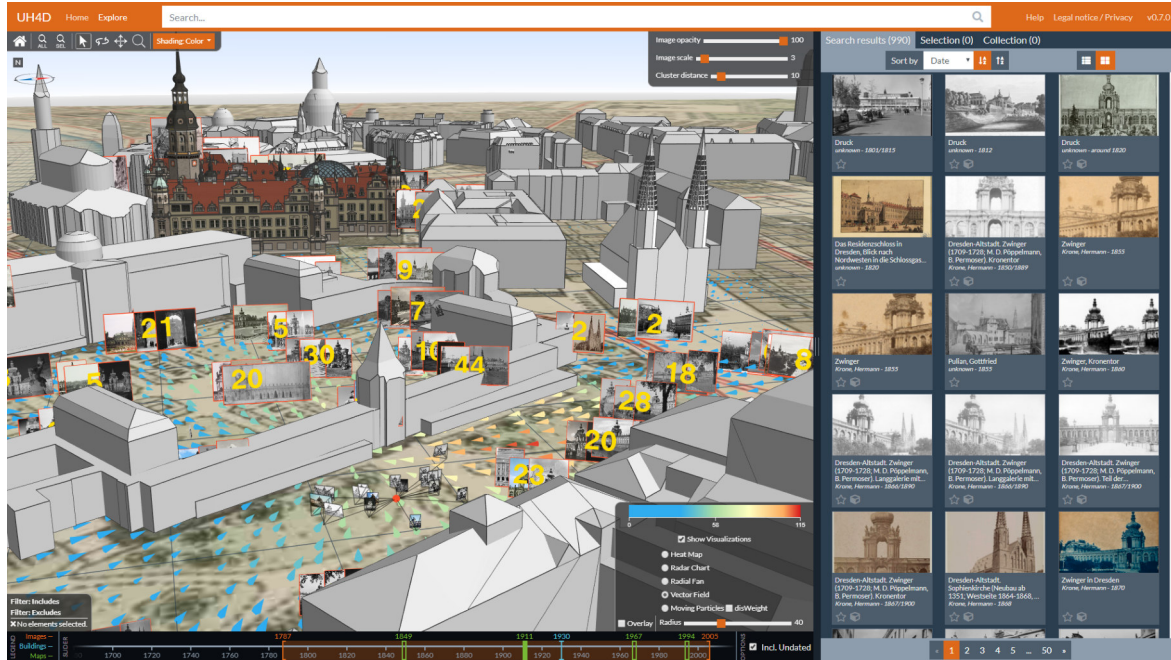 UH4D Home Explore Search... Help Legal notice / Privacy v0.7.0
ALL SEL Shading: Color
N
Image opacity 100
Image scale 3
Cluster distance 10
Search results (990) Selection (0) Collection (0)
Sort by Date
Druck
unknown - 1801/1815
Druck
unknown - 1812
Druck
unknown - around 1820
Das Residenzschloss in
Dresden, Blick nach
Nordwesten in die Schlossgas...
unknown - 1820
Dresden-Altstadt. Zwinger
(1709-1728; M. D. Pöppelmann,
B. Permoser). Kronentor
Krone, Hermann - 1850/1889
Zwinger
Krone, Hermann - 1855
Zwinger
Krone, Hermann - 1855
Pulian, Gottfried
unknown - 1855
Zwinger, Kronentor
Krone, Hermann - 1860
Dresden-Altstadt. Zwinger
(1709-1728; M. D. Pöppelmann,
B. Permoser). Langgalerie mit...
Krone, Hermann - 1866/1890
Dresden-Altstadt. Zwinger
(1709-1728; M. D. Pöppelmann,
B. Permoser). Langgalerie mit...
Krone, Hermann - 1866/1890
Dresden-Altstadt. Zwinger
(1709-1728; M. D. Pöppelmann,
B. Permoser). Teil der...
Krone, Hermann - 1867/1900
Dresden-Altstadt. Zwinger
(1709-1728; M. D. Pöppelmann,
B. Permoser). Kronentor
Krone, Hermann - 1867/1900
Dresden-Altstadt.
Sophienkirche (Neubau ab
1351; Westseite 1864-1868, ...
Krone, Hermann - 1868
Zwinger in Dresden
Krone, Hermann - 1870
« 1 2 3 4 5 ... 50 »
2
9
7
21
5
30
10
44
2
2
8
5
20
18
28
20
23
0 58 115
Show Visualizations
Heat Map
Radar Chart
Radial Fan
Vector Field
Moving Particles disWeight
Overlay Radius 40
Filter: Includes
Filter: Excludes
No elements selected.
LEGEND
Images
Buildings
Maps
SLIDER
1787 1849 1911 1930 1967 1994 2005
1700 1720 1740 1760 1780 1800 1820 1840 1860 1880 1900 1920 1940 1960 1980 2000
OPTIONS
Incl. Undated